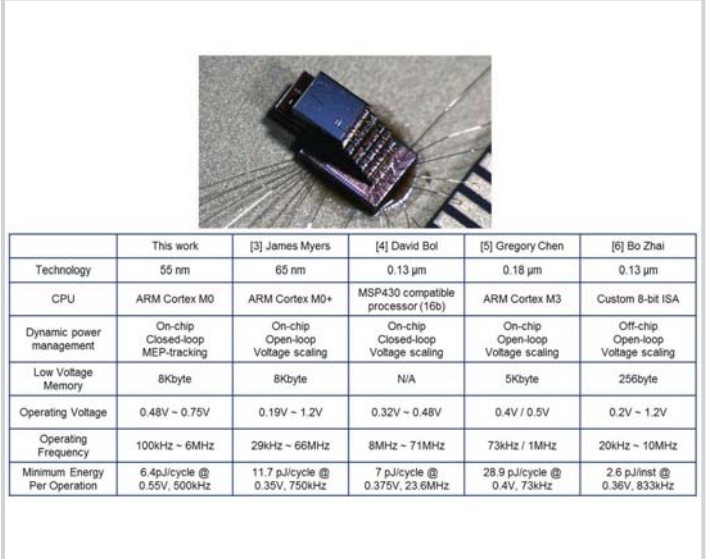 This work [3] James Myers [4] David Bol [5] Gregory Chen [6] Bo Zhai
Technology 55 nm 65 nm 0.13 μm 0.18 μm 0.13 μm
CPU ARM Cortex M0 ARM Cortex M0+ MSP430 compatible processor (16b) ARM Cortex M3 Custom 8-bit ISA
Dynamic power management On-chip Closed-loop MEP-tracking On-chip Open-loop Voltage scaling On-chip Closed-loop Voltage scaling On-chip Open-loop Voltage scaling Off-chip Open-loop Voltage scaling
Low Voltage Memory 8Kbyte 8Kbyte N/A 5Kbyte 256byte
Operating Voltage 0.48V ~ 0.75V 0.19V ~ 1.2V 0.32V ~ 0.48V 0.4V / 0.5V 0.2V ~ 1.2V
Operating Frequency 100kHz ~ 6MHz 29kHz ~ 66MHz 8MHz ~ 71MHz 73kHz / 1MHz 20kHz ~ 10MHz
Minimum Energy Per Operation 6.4pJ/cycle @ 0.55V, 500kHz 11.7 pJ/cycle @ 0.35V, 750kHz 7 pJ/cycle @ 0.375V, 23.6MHz 28.9 pJ/cycle @ 0.4V, 73kHz 2.6 pJ/inst @ 0.36V, 833kHz